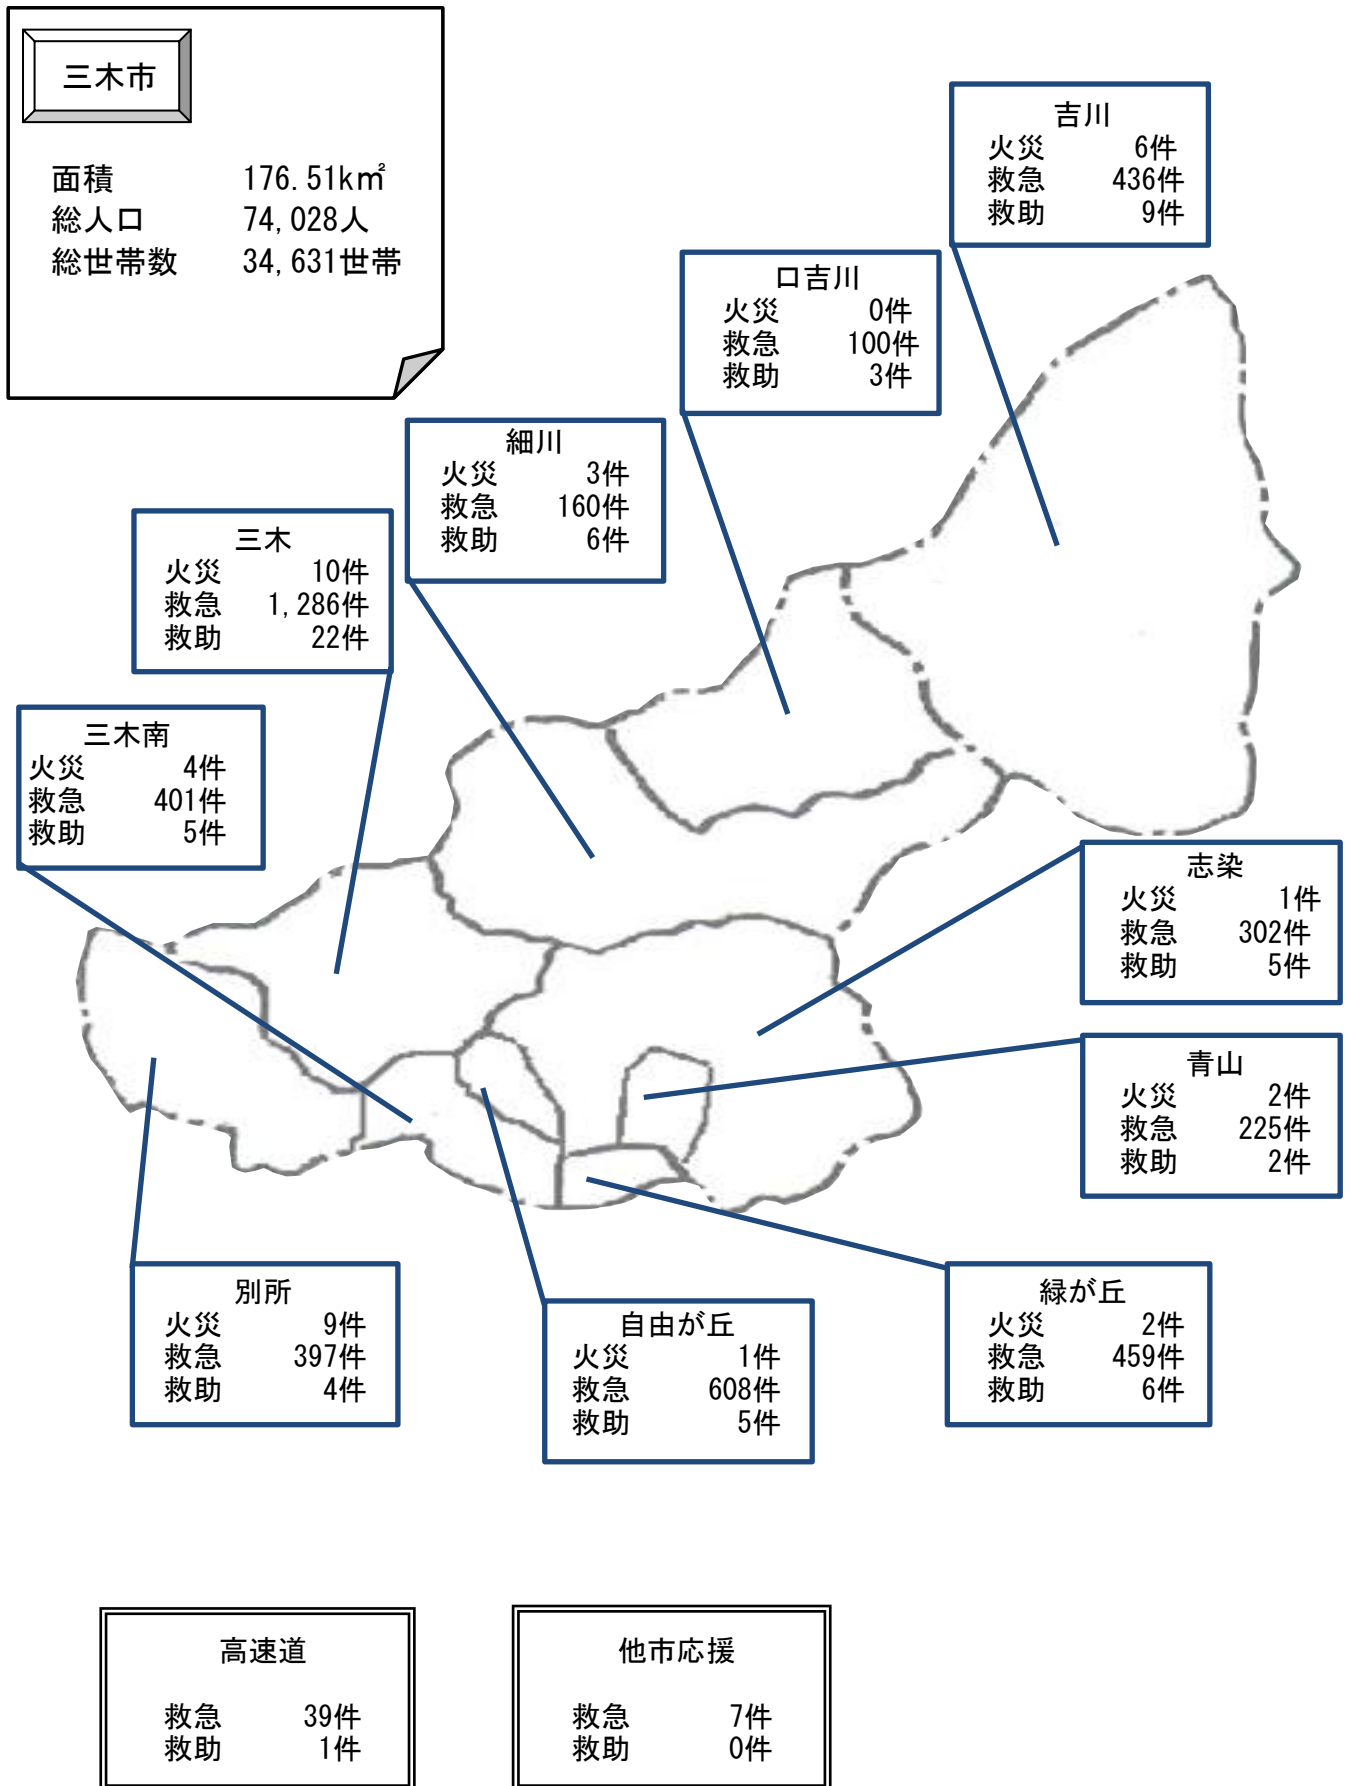 三木市
面積 176.51k㎡
総人口 74,028人
総世帯数 34,631世帯
吉川
火災 6件
救急 436件
救助 9件
口吉川
火災 0件
救急 100件
救助 3件
細川
火災 3件
救急 160件
救助 6件
三木
火災 10件
救急 1,286件
救助 22件
三木南
火災 4件
救急 401件
救助 5件
志染
火災 1件
救急 302件
救助 5件
青山
火災 2件
救急 225件
救助 2件
別所
火災 9件
救急 397件
救助 4件
自由が丘
火災 1件
救急 608件
救助 5件
緑が丘
火災 2件
救急 459件
救助 6件
高速道
救急 39件
救助 1件
他市応援
救急 7件
救助 0件